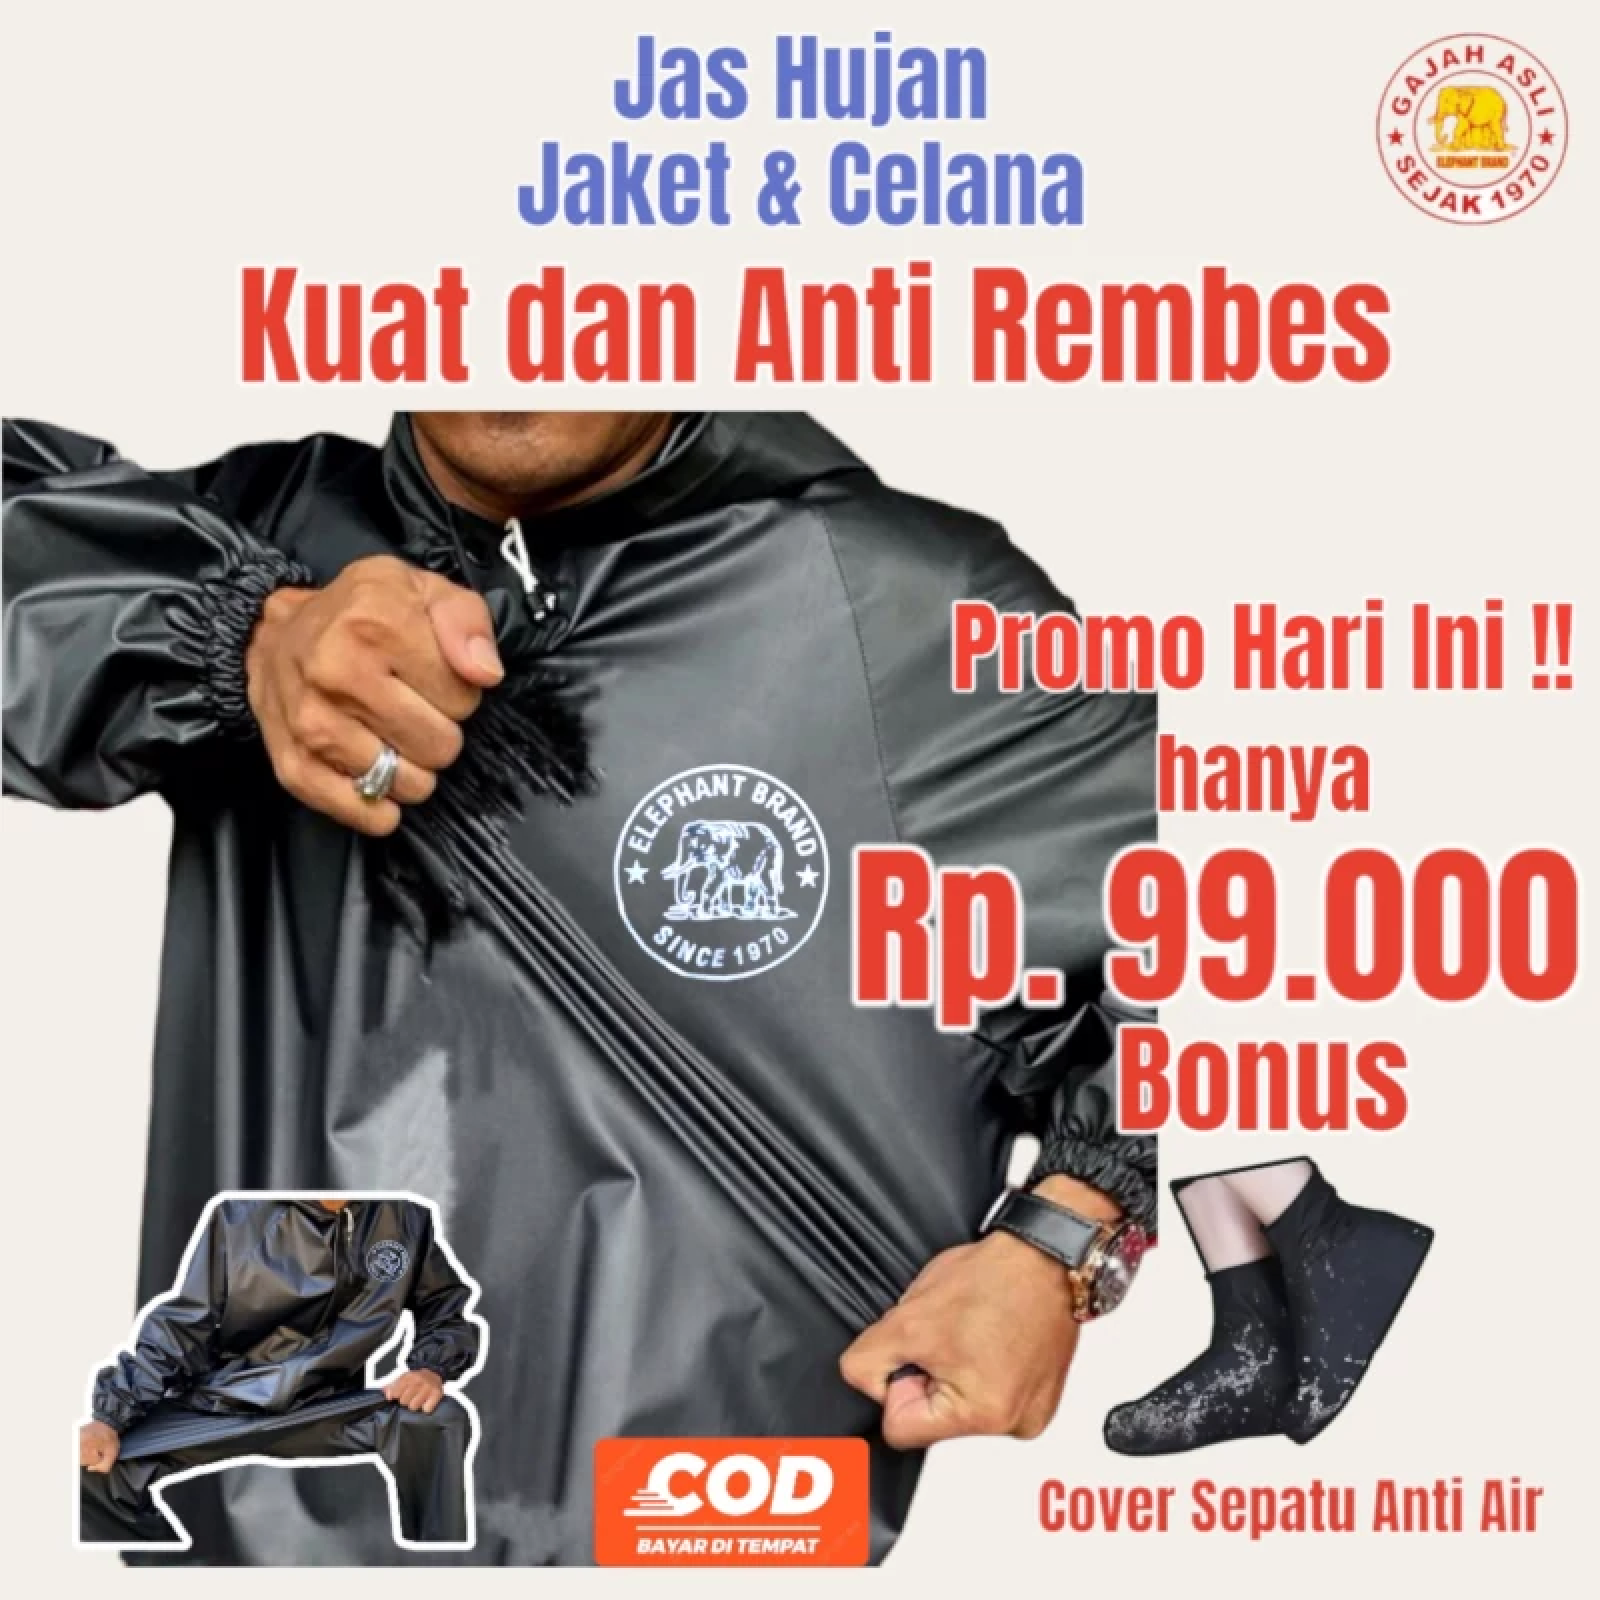 Jas Hujan
Jaket & Celana
GAJAH ASLI
ELEPHANT BRAND
SEJAK 1970
Kuat dan Anti Rembes
Promo Hari Ini !!
hanya
Rp. 99.000
Bonus
ELEPHANT BRAND
SINCE 1970
COD
BAYAR DI TEMPAT
Cover Sepatu Anti Air